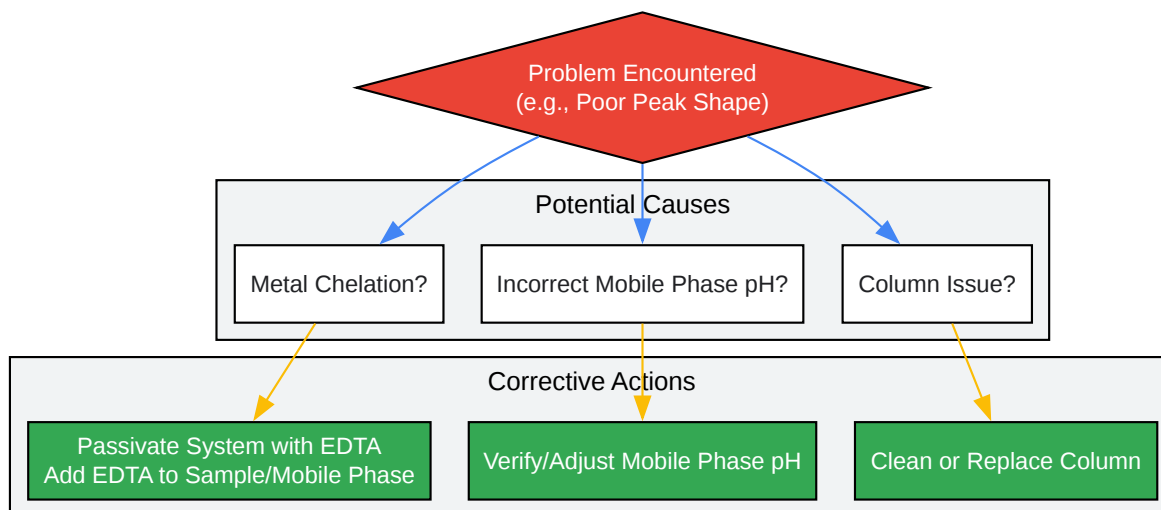 Problem Encountered
(e.g., Poor Peak Shape)
Potential Causes
Metal Chelation?
Incorrect Mobile Phase pH?
Column Issue?
Corrective Actions
Passivate System with EDTA
Add EDTA to Sample/Mobile Phase
Verify/Adjust Mobile Phase pH
Clean or Replace Column